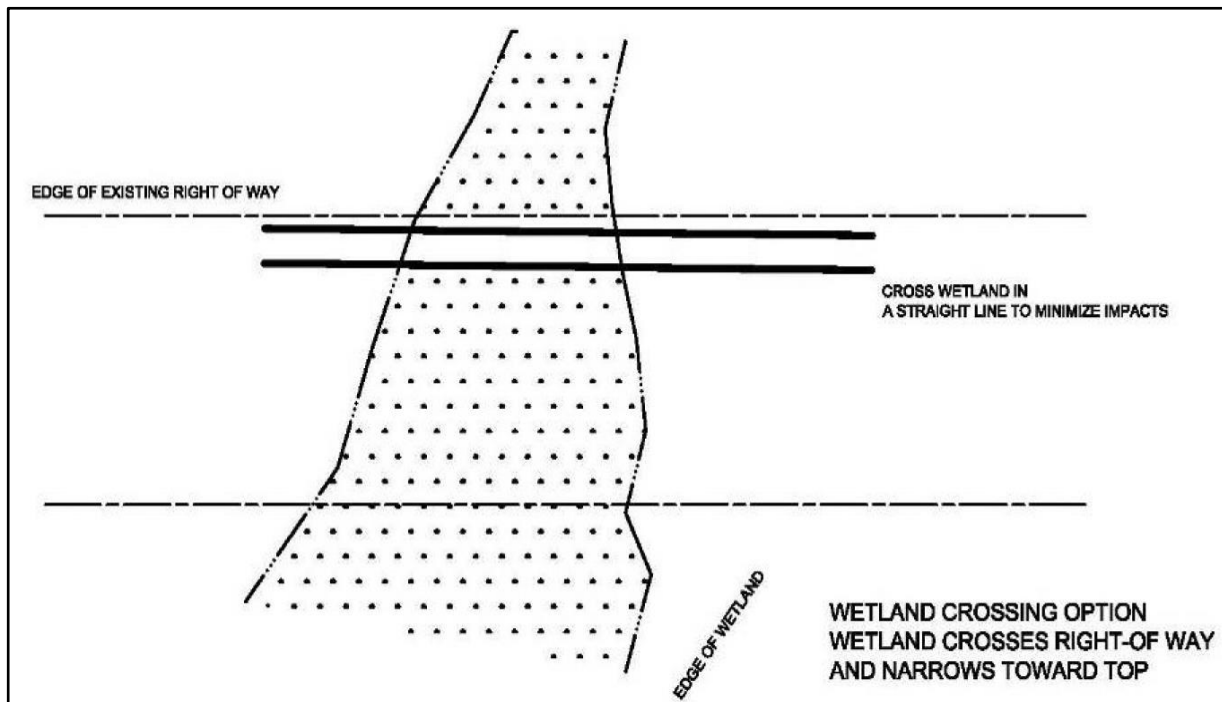 EDGE OF EXISTING RIGHT OF WAY
CROSS WETLAND IN
A STRAIGHT LINE TO MINIMIZE IMPACTS
EDGE OF WETLAND
WETLAND CROSSING OPTION
WETLAND CROSSES RIGHT-OF WAY
AND NARROWS TOWARD TOP